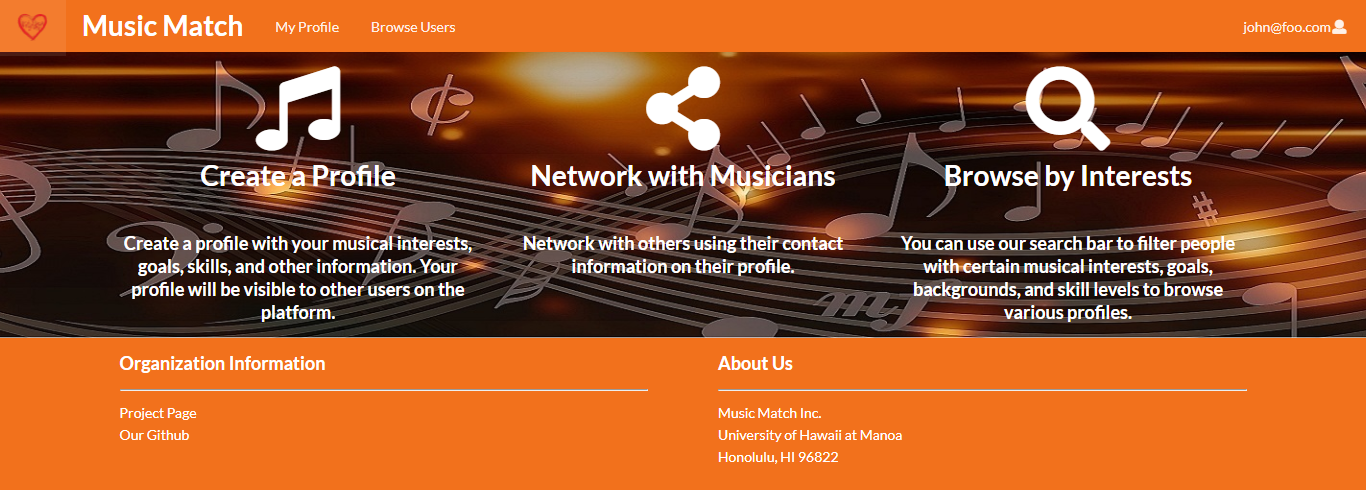 Music Match
My Profile
Browse Users
john@foo.com
Create a Profile
Create a profile with your musical interests,
goals, skills, and other information. Your
profile will be visible to other users on the
platform.
Network with Musicians
Network with others using their contact
information on their profile.
Browse by Interests
You can use our search bar to filter people
with certain musical interests, goals,
backgrounds, and skill levels to browse
various profiles.
Organization Information
Project Page
Our Github
About Us
Music Match Inc.
University of Hawaii at Manoa
Honolulu, HI 96822